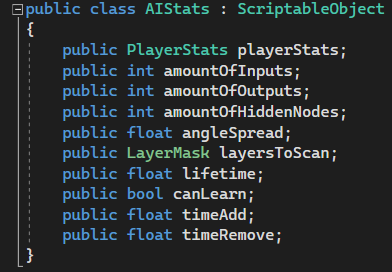 public class AIStats : ScriptableObject
{
public PlayerStats playerStats;
public int amountOfInputs;
public int amountOfOutputs;
public int amountOfHiddenNodes;
public float angleSpread;
public LayerMask layersToScan;
public float lifetime;
public bool canLearn;
public float timeAdd;
public float timeRemove;
}